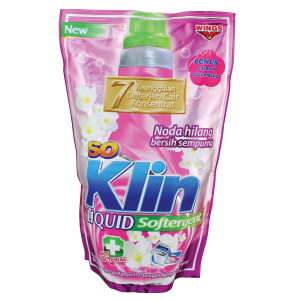 New
WINGS
BONUS
7 Keunggulan
Deterjen Cair
Konsentrat
Noda hilang
bersih sempurna
SO
Klin
LIQUID Softergent